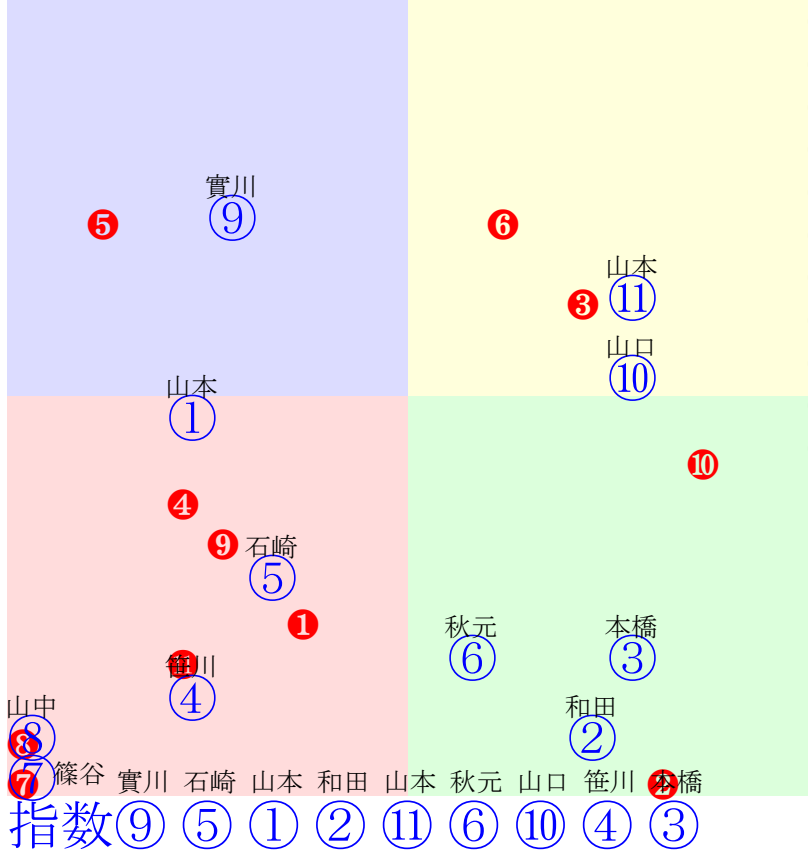 實川
⑨
❺
❻
山本
⑪
❸
山口
⑩
山本
①
❿
❹
❾
石崎
⑤
❶
秋元
⑥
本橋
③
⓫
笹川
④
山中
⑧
❽
和田
②
⑦
❼
篠谷 實川 石崎 山本 和田 山本 秋元 山口 笹川 本橋
❷
指数⑨⑤①②⑪⑥⑩④③